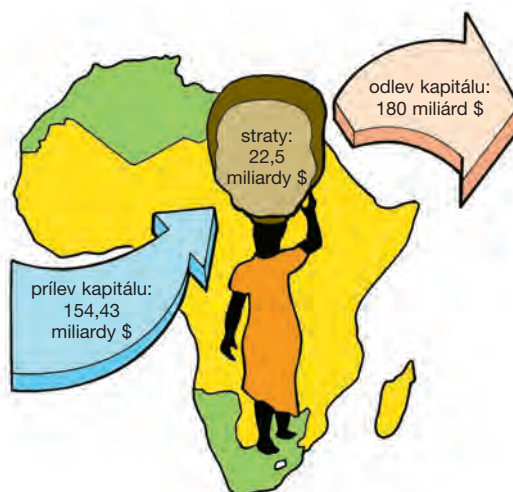 odlev kapitálu:
180 miliárd $
straty:
22,5
miliardy $
prílev kapitálu:
154,43
miliardy $